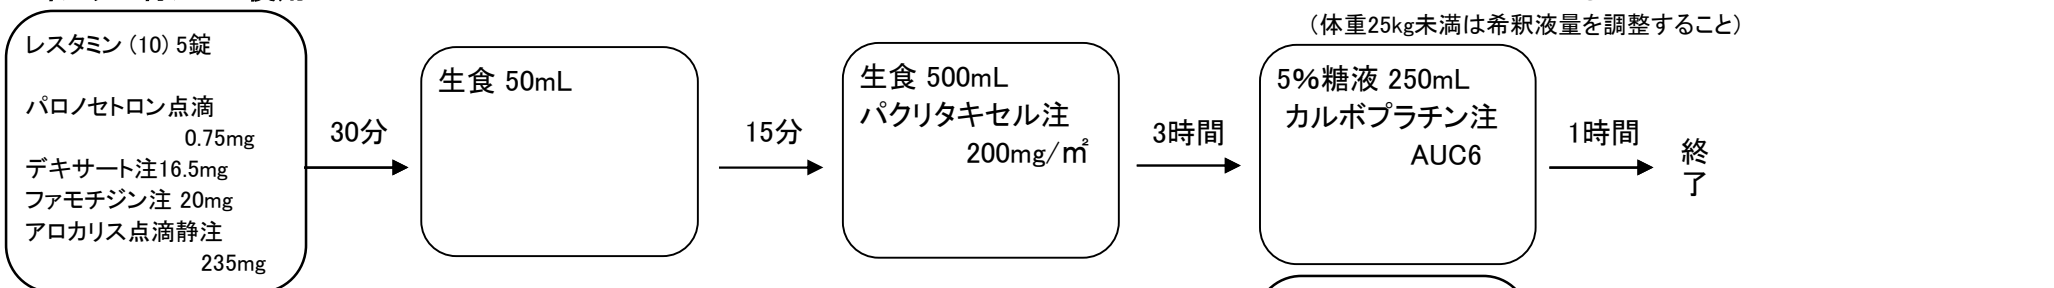 （体重25kg未満は希釈液量を調整すること）
レスタミン（10）5錠
パロノセトロン点滴
0.75mg
デキサート注16.5mg
ファモチジン注 20mg
アロカリス点滴静注
235mg
30分
生食 50mL
15分
生食 500mL
パクリタキセル注
200mg/㎡
3時間
5%糖液 250mL
カルボプラチン注
AUC6
1時間
終
了